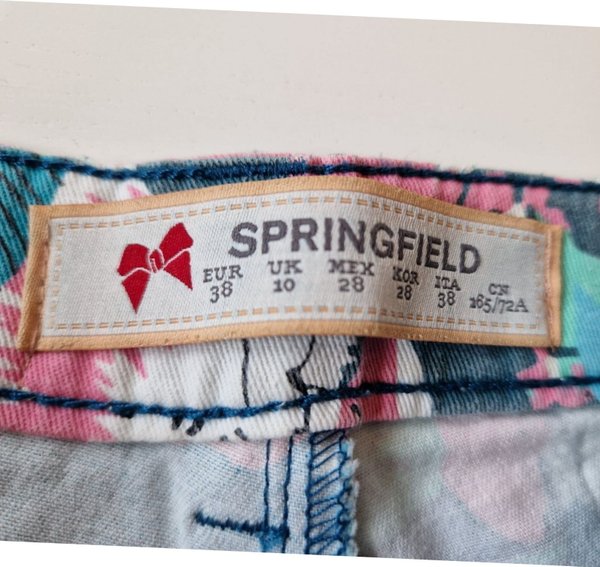 SPRINGFIELD
EUR UK MEX KOR ITA CN
38 10 28 28 38 165/72A